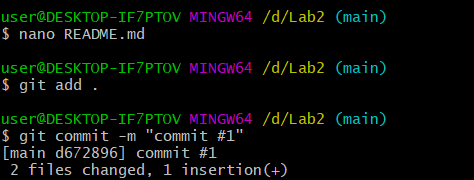 user@DESKTOP-IF7PTOV MINGW64 /d/Lab2 (main)
$ nano README.md
user@DESKTOP-IF7PTOV MINGW64 /d/Lab2 (main)
$ git add .
user@DESKTOP-IF7PTOV MINGW64 /d/Lab2 (main)
$ git commit -m "commit #1"
[main d672896] commit #1
 2 files changed, 1 insertion(+)